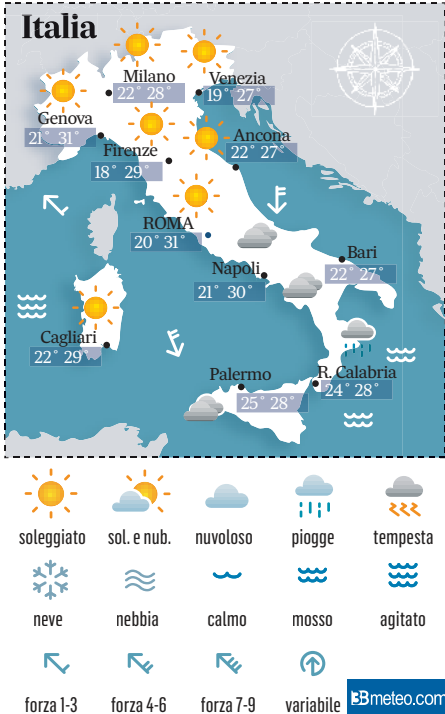 Italia
Milano
22° 28°
Venezia
19° 27°
Genova
21° 31°
Firenze
18° 29°
Ancona
22° 27°
ROMA
20° 31°
Bari
22° 27°
Napoli
21° 30°
Cagliari
22° 29°
Palermo
25° 28°
R. Calabria
24° 28°
soleggiato sol. e nub. nuvoloso piogge tempesta
neve nebbia calmo mosso agitato
forza 1-3 forza 4-6 forza 7-9 variabile
3Bmeteo.com